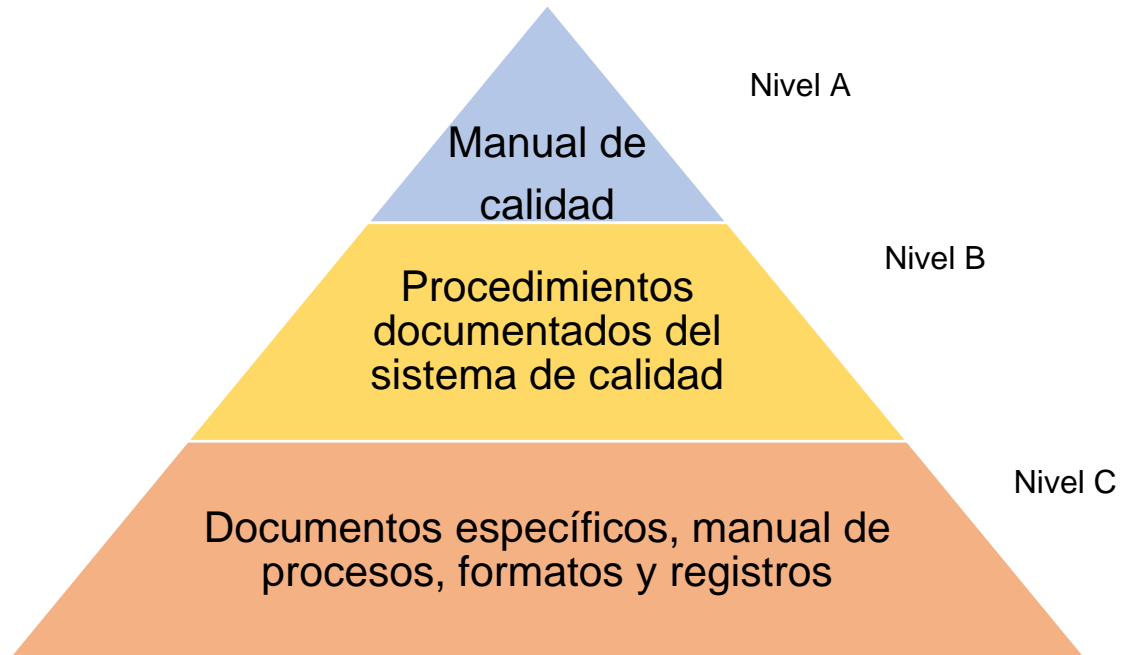 Nivel A
Manual de
calidad
Nivel B
Procedimientos
documentados del
sistema de calidad
Nivel C
Documentos específicos, manual de
procesos, formatos y registros